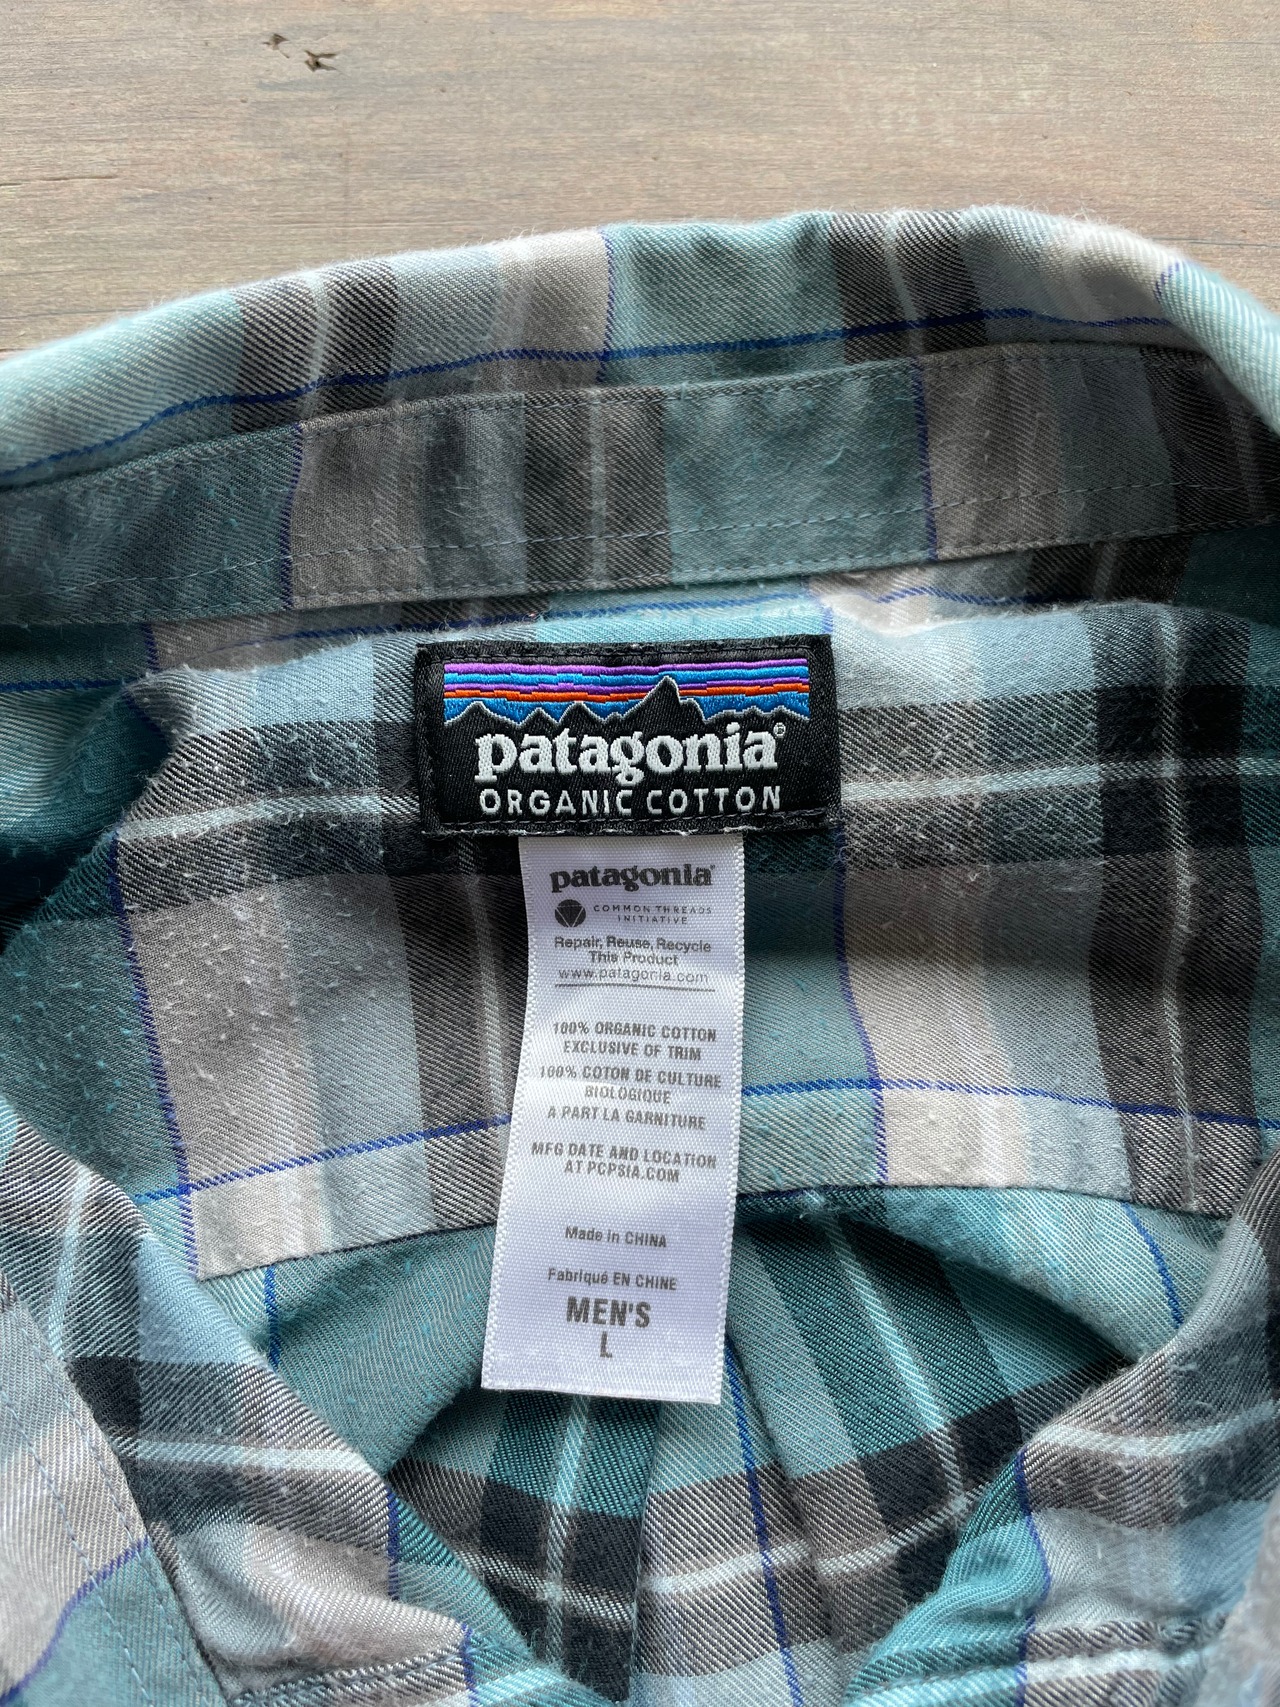 patagonia®
ORGANIC COTTON
patagonia®
COMMON THREADS
INITIATIVE
Repair, Reuse, Recycle
This Product
www.patagonia.com
100% ORGANIC COTTON
EXCLUSIVE OF TRIM
100% COTON DE CULTURE
BIOLOGIQUE
A PART LA GARNITURE
MFG DATE AND LOCATION
AT PCPSIA.COM
Made in CHINA
Fabriqué EN CHINE
MEN'S
L